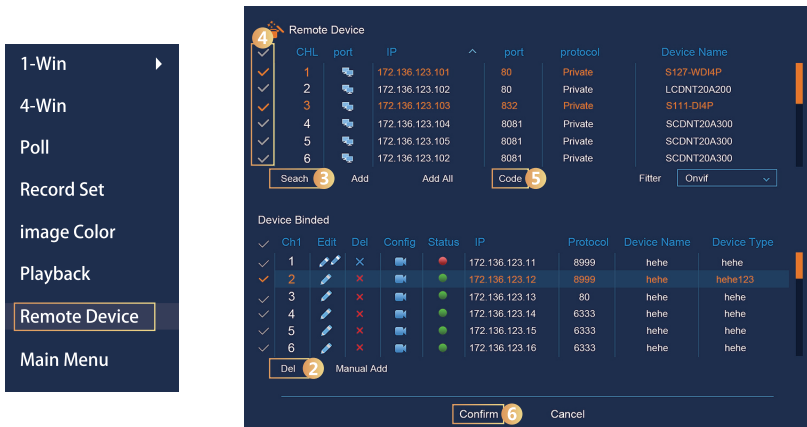 1-Win
4-Win
Poll
Record Set
image Color
Playback
Remote Device
Main Menu
Remote Device
4
CHL port IP port protocol Device Name
1 172.136.123.101 80 Private S127-WDI4P
2 172.136.123.102 80 Private LCDNT20A200
3 172.136.123.103 832 Private S111-DI4P
4 172.136.123.104 8081 Private SCDNT20A300
5 172.136.123.105 8081 Private SCDNT20A300
6 172.136.123.102 8081 Private SCDNT20A300
Seach 3 Add Add All Code 5 Fitter Onvif
Device Binded
Ch1 Edit Del Config Status IP Protocol Device Name Device Type
1 172.136.123.11 8999 hehe hehe
2 172.136.123.12 8999 hehe hehe123
3 172.136.123.13 80 hehe hehe
4 172.136.123.14 6333 hehe hehe
5 172.136.123.15 6333 hehe hehe
6 172.136.123.16 6333 hehe hehe
Del 2 Manual Add
Confirm 6 Cancel